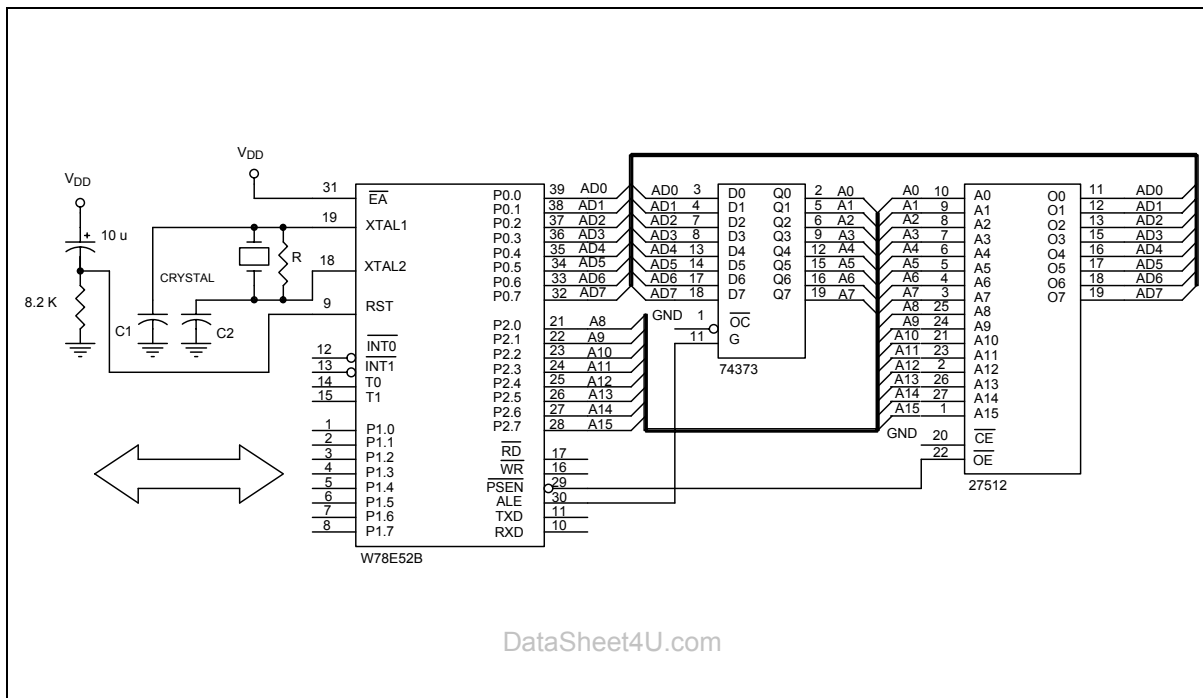 VDD
10 u
8.2 K
VDD
CRYSTAL
R
C1
C2
31 EA
19 XTAL1
18 XTAL2
9 RST
12 INT0
13 INT1
14 T0
15 T1
1 P1.0
2 P1.1
3 P1.2
4 P1.3
5 P1.4
6 P1.5
7 P1.6
8 P1.7
P0.0 39 AD0
P0.1 38 AD1
P0.2 37 AD2
P0.3 36 AD3
P0.4 35 AD4
P0.5 34 AD5
P0.6 33 AD6
P0.7 32 AD7
P2.0 21 A8
P2.1 22 A9
P2.2 23 A10
P2.3 24 A11
P2.4 25 A12
P2.5 26 A13
P2.6 27 A14
P2.7 28 A15
RD 17
WR 16
PSEN 29
ALE 30
TXD 11
RXD 10
W78E52B
AD0 3 D0 Q0 2 A0
AD1 4 D1 Q1 5 A1
AD2 7 D2 Q2 6 A2
AD3 8 D3 Q3 9 A3
AD4 13 D4 Q4 12 A4
AD5 14 D5 Q5 15 A5
AD6 17 D6 Q6 16 A6
AD7 18 D7 Q7 19 A7
GND 1 OC
11 G
74373
A0 10 A0
A1 9 A1
A2 8 A2
A3 7 A3
A4 6 A4
A5 5 A5
A6 4 A6
A7 3 A7
A8 25 A8
A9 24 A9
A10 21 A10
A11 23 A11
A12 2 A12
A13 26 A13
A14 27 A14
A15 1 A15
GND 20 CE
22 OE
O0 11 AD0
O1 12 AD1
O2 13 AD2
O3 15 AD3
O4 16 AD4
O5 17 AD5
O6 18 AD6
O7 19 AD7
27512
DataSheet4U.com